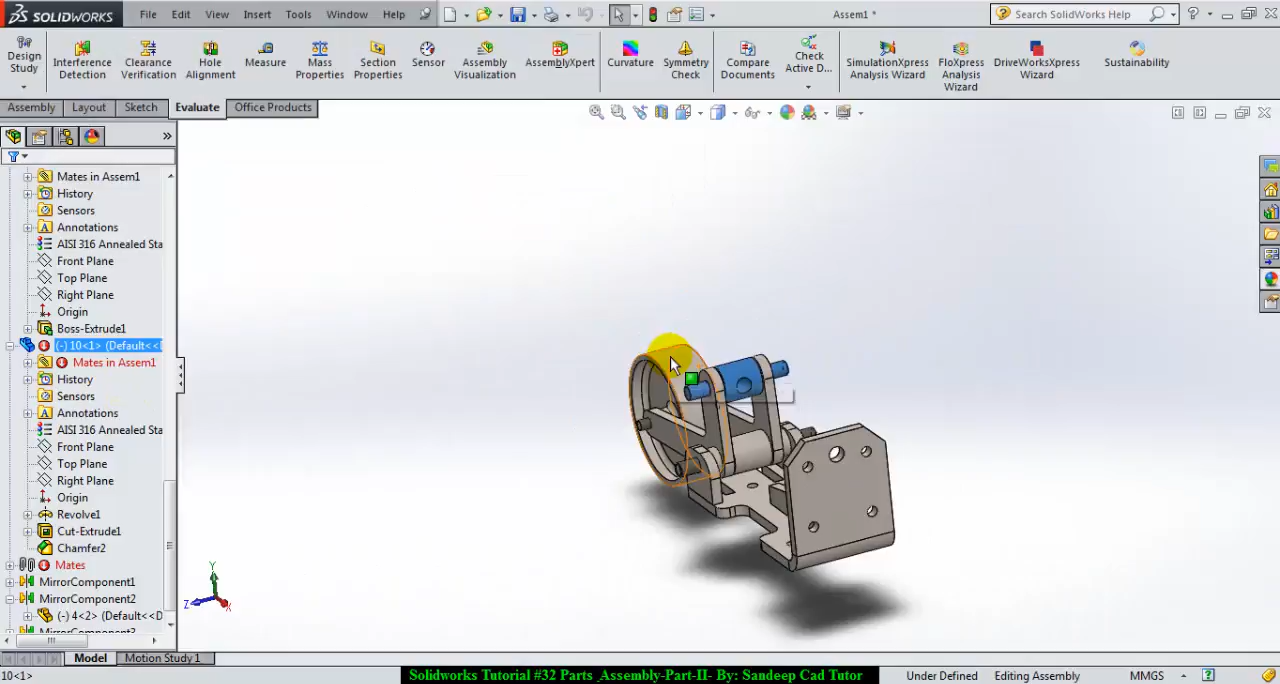 SOLIDWORKS File Edit View Insert Tools Window Help Assem1 * Search SolidWorks Help
Design Study
Interference Detection
Clearance Verification
Hole Alignment
Measure
Mass Properties
Section Properties
Sensor
Assembly Visualization
AssemblyXpert
Curvature
Symmetry Check
Compare Documents
Check Active D...
SimulationXpress Analysis Wizard
FloXpress Analysis Wizard
DriveWorksXpress Wizard
Sustainability
Assembly Layout Sketch Evaluate Office Products
Mates in Assem1
History
Sensors
Annotations
AISI 316 Annealed Sta
Front Plane
Top Plane
Right Plane
Origin
Boss-Extrude1
(-) 10<1> (Default<<D
Mates in Assem1
History
Sensors
Annotations
AISI 316 Annealed Sta
Front Plane
Top Plane
Right Plane
Origin
Revolve1
Cut-Extrude1
Chamfer2
Mates
MirrorComponent1
MirrorComponent2
(-) 4<2> (Default<<D
MirrorComponent3
Y
Z X
Model Motion Study 1
10<1> Solidworks Tutorial #32 Parts Assembly-Part-II- By: Sandeep Cad Tutor Under Defined Editing Assembly MMGS